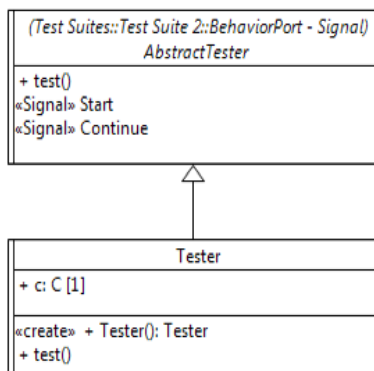 (Test Suites::Test Suite 2::BehaviorPort - Signal)
AbstractTester
+ test()
«Signal» Start
«Signal» Continue
Tester
+ c: C [1]
«create» + Tester(): Tester
+ test()